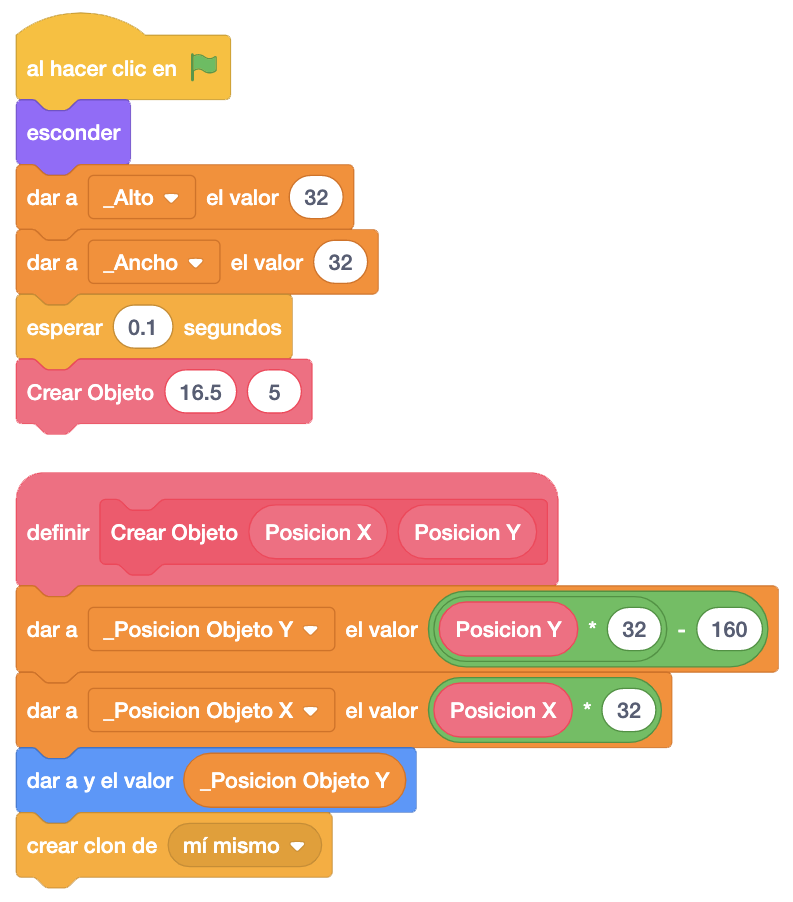 al hacer clic en
esconder
dar a _Alto el valor 32
dar a _Ancho el valor 32
esperar 0.1 segundos
Crear Objeto 16.5 5
definir Crear Objeto Posicion X Posicion Y
dar a _Posicion Objeto Y el valor Posicion Y * 32 - 160
dar a _Posicion Objeto X el valor Posicion X * 32
dar a y el valor _Posicion Objeto Y
crear clon de mí mismo